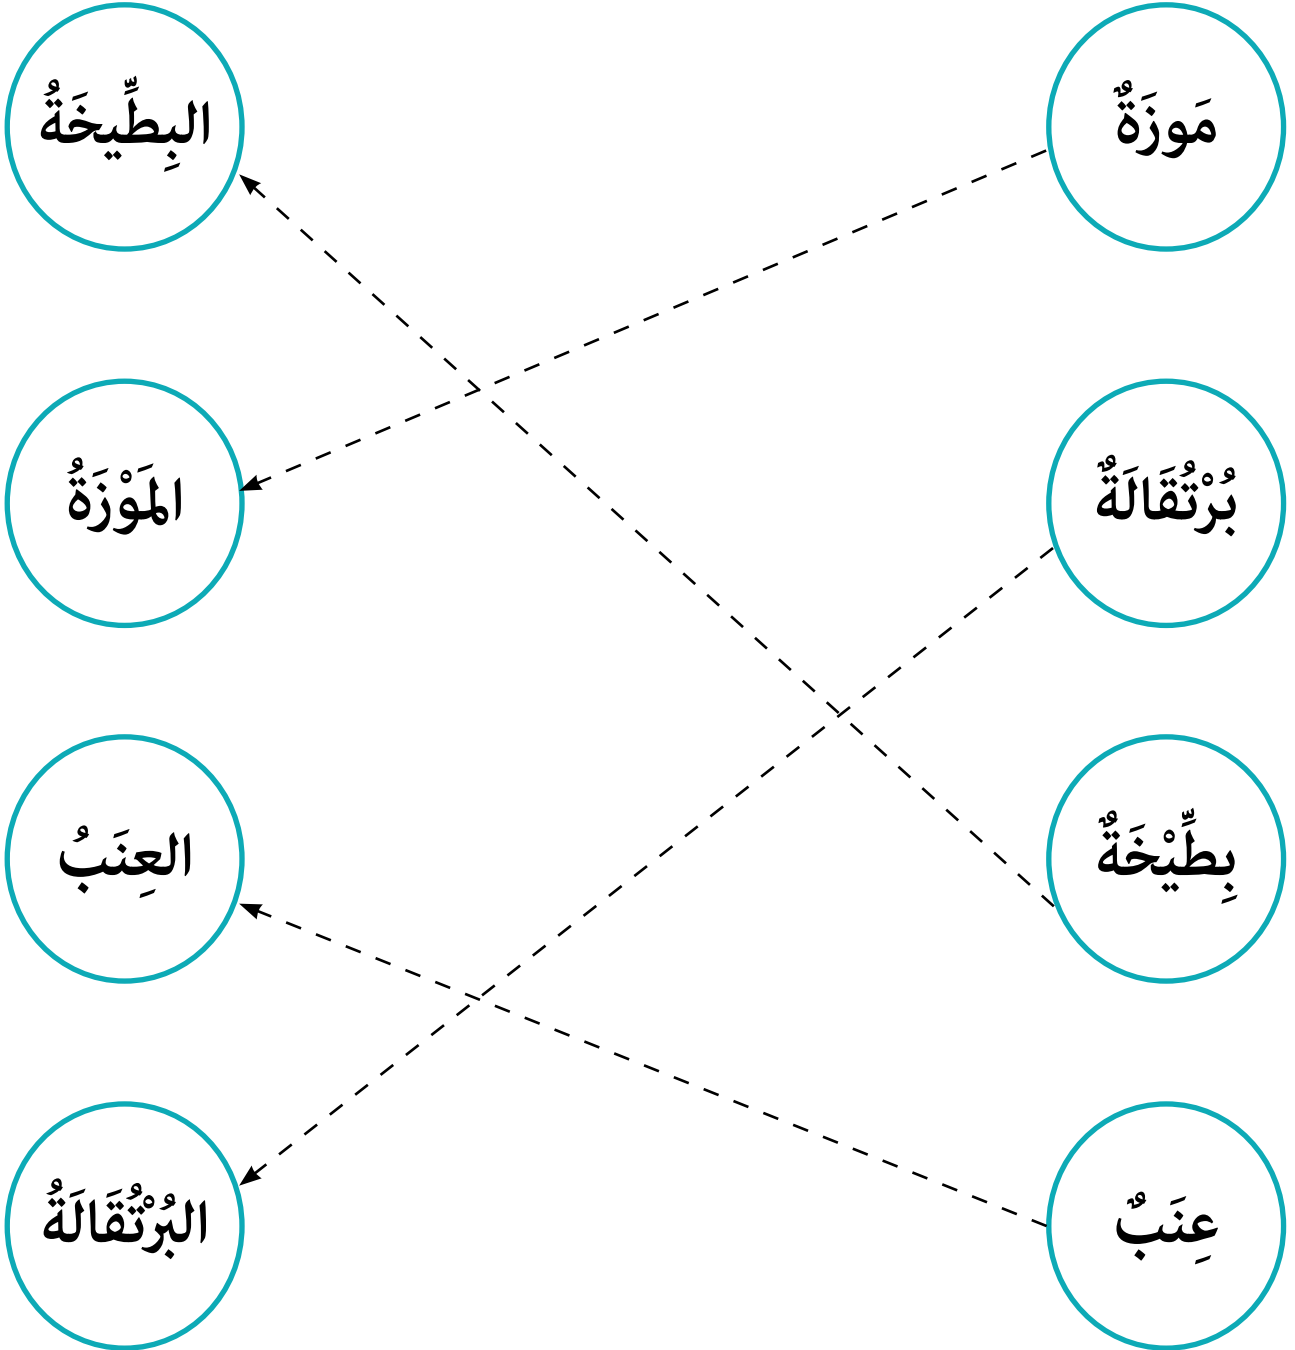 مَوزَةٌ
البِطِّيخَةُ
بُرْتُقَالَةٌ
المَوْزَةُ
بِطِّيْخَةٌ
العِنَبُ
عِنَبٌ
البُرْتُقَالَةُ